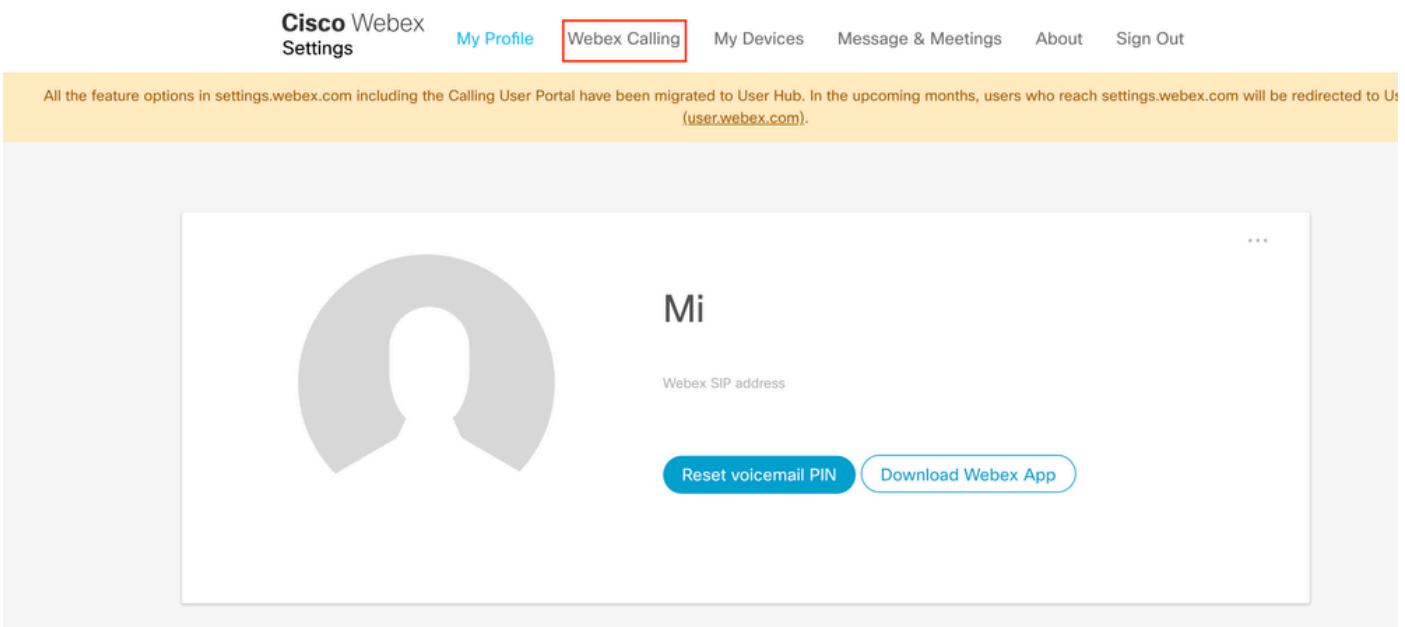 Cisco Webex
Settings
My Profile
Webex Calling
My Devices
Message & Meetings
About
Sign Out
All the feature options in settings.webex.com including the Calling User Portal have been migrated to User Hub. In the upcoming months, users who reach settings.webex.com will be redirected to
(user.webex.com).
Mi
Webex SIP address
Reset voicemail PIN
Download Webex App